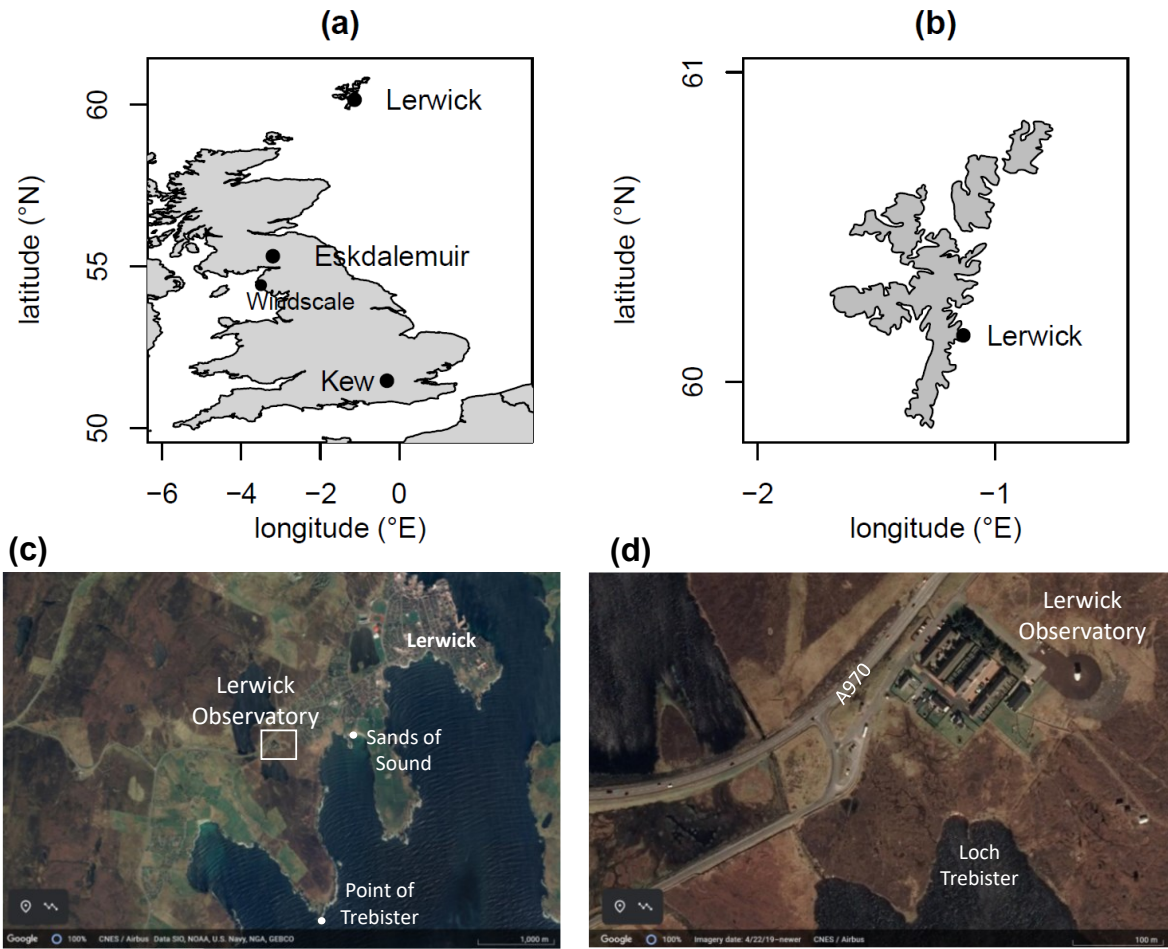 (a)
60
55
50
latitude (°N)
Lerwick
Eskdalemuir
Windscale
Kew
−6 −4 −2 0
longitude (°E)
(b)
61
60
latitude (°N)
Lerwick
−2 −1
longitude (°E)
(c)
Lerwick
Lerwick
Observatory
Sands of
Sound
Point of
Trebister
Google 100% CNES / Airbus Data SIO, NOAA, U.S. Navy, NGA, GEBCO 1,000 m
(d)
Lerwick
Observatory
A970
Loch
Trebister
Google 100% Imagery date: 4/22/19–newer CNES / Airbus 100 m